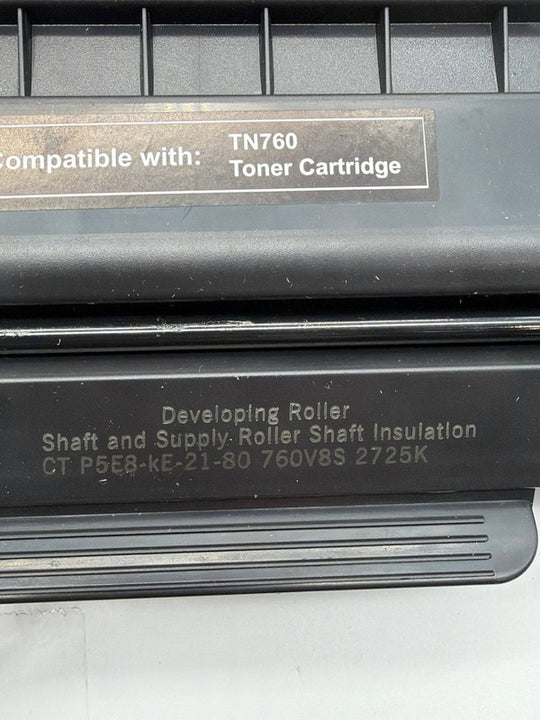 Compatible with:
TN760
Toner Cartridge
Developing Roller
Shaft and Supply Roller Shaft Insulation
CT P5E8-kE-21-80 760V8S 2725K